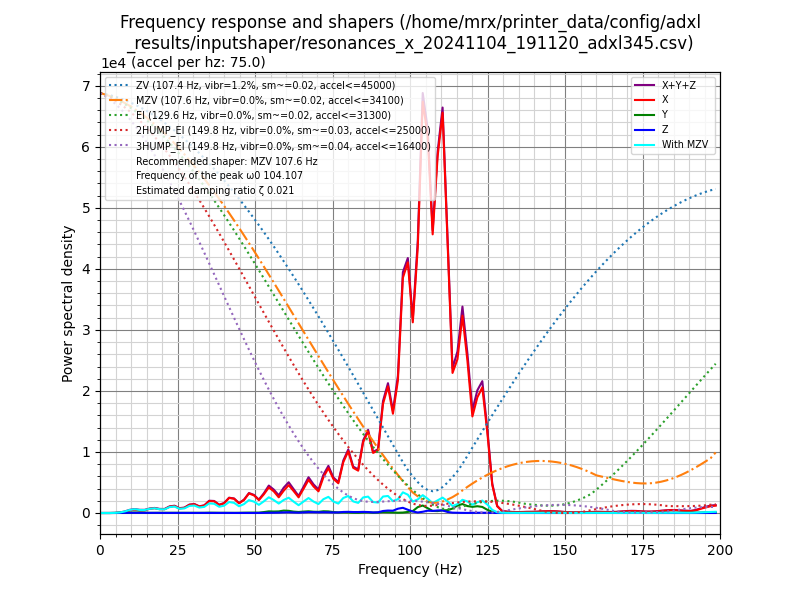 Frequency response and shapers (/home/mrx/printer_data/config/adxl
_results/inputshaper/resonances_x_20241104_191120_adxl345.csv)
1e4 (accel per hz: 75.0)
ZV (107.4 Hz, vibr=1.2%, sm~=0.02, accel<=45000)
MZV (107.6 Hz, vibr=0.0%, sm~=0.02, accel<=34100)
EI (129.6 Hz, vibr=0.0%, sm~=0.02, accel<=31300)
2HUMP_EI (149.8 Hz, vibr=0.0%, sm~=0.03, accel<=25000)
3HUMP_EI (149.8 Hz, vibr=0.0%, sm~=0.04, accel<=16400)
Recommended shaper: MZV 107.6 Hz
Frequency of the peak ω0 104.107
Estimated damping ratio ζ 0.021
X+Y+Z
X
Y
Z
With MZV
Power spectral density
7
6
5
4
3
2
1
0
0 25 50 75 100 125 150 175 200
Frequency (Hz)